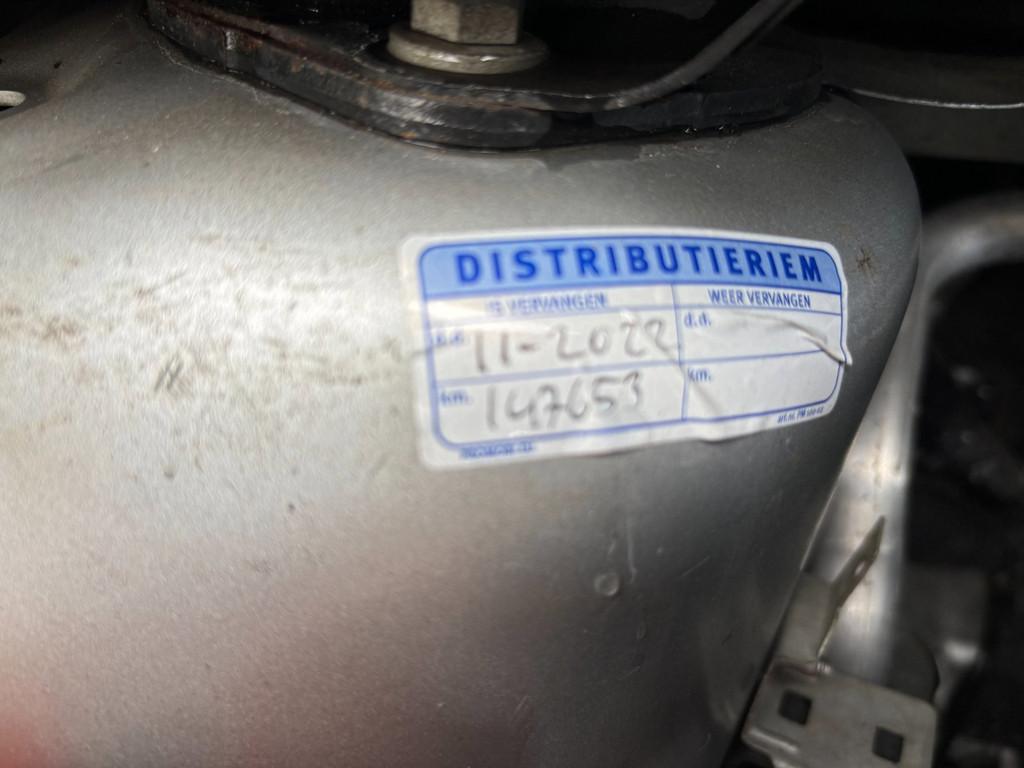 DISTRIBUTIERIEM
IS VERVANGEN WEER VERVANGEN
d.d. 11-2022 d.d.
km. 147653 km.